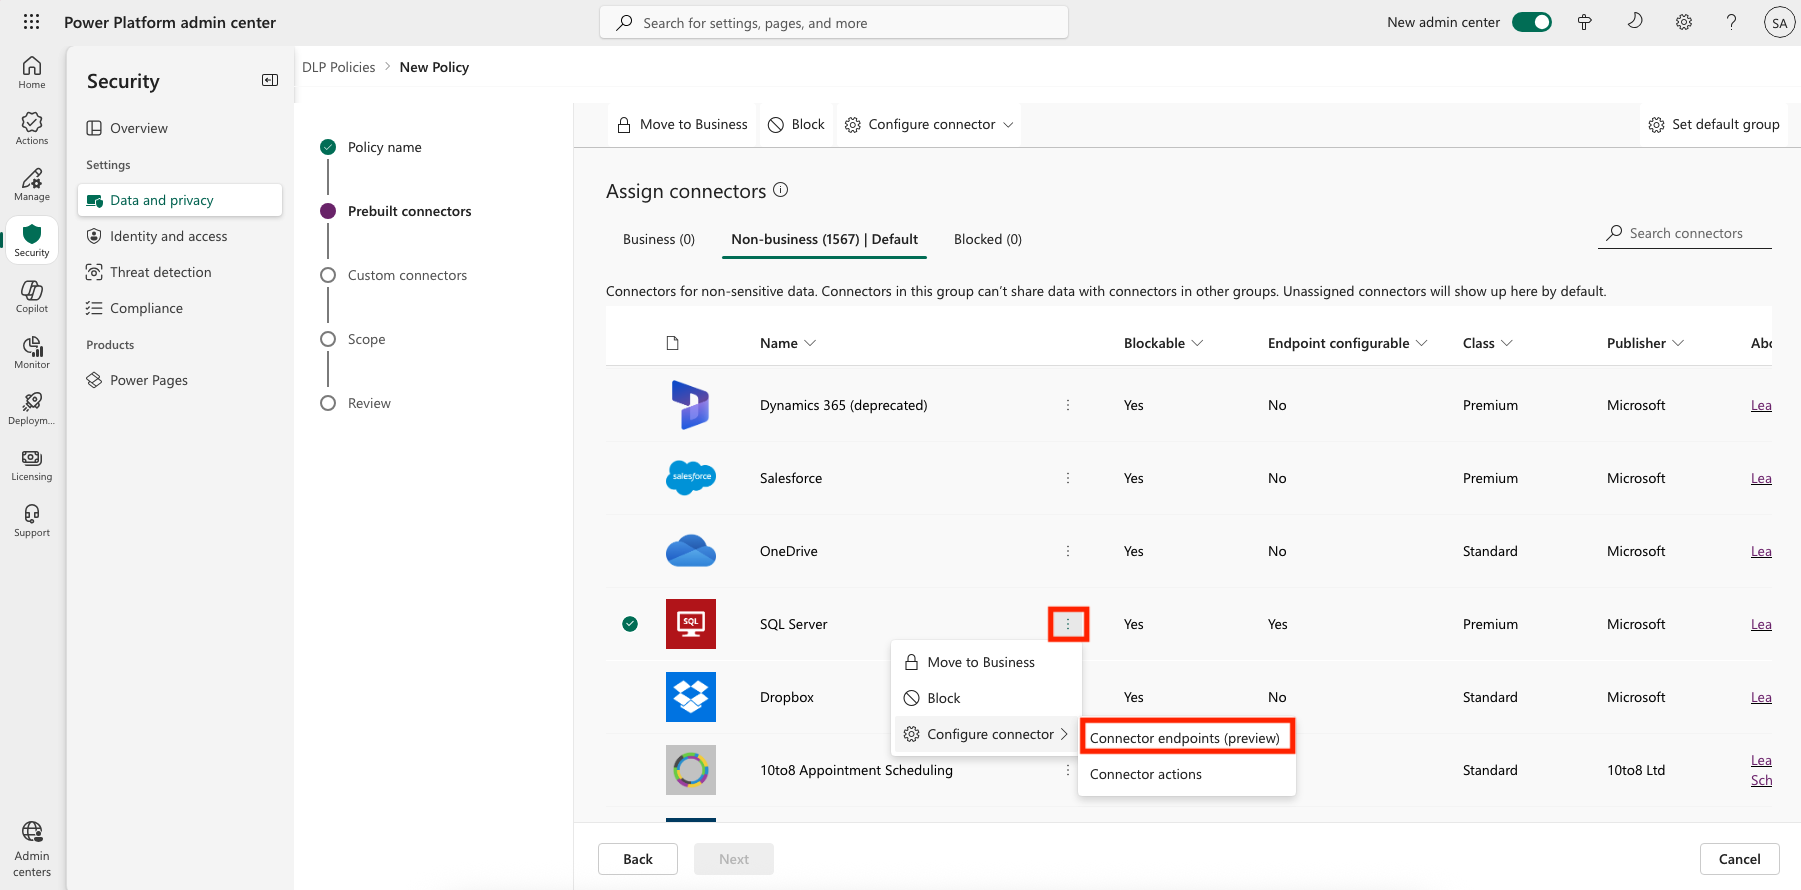 Power Platform admin center
Search for settings, pages, and more
New admin center
SA
Home
Actions
Manage
Security
Copilot
Monitor
Deploym...
Licensing
Support
Admin
centers
Security
Overview
Settings
Data and privacy
Identity and access
Threat detection
Compliance
Products
Power Pages
DLP Policies > New Policy
Policy name
Prebuilt connectors
Custom connectors
Scope
Review
Move to Business
Block
Configure connector
Set default group
Assign connectors
Business (0)
Non-business (1567) | Default
Blocked (0)
Search connectors
Connectors for non-sensitive data. Connectors in this group can't share data with connectors in other groups. Unassigned connectors will show up here by default.
Name Blockable Endpoint configurable Class Publisher Abo
Dynamics 365 (deprecated) Yes No Premium Microsoft Lea
salesforce Salesforce Yes No Premium Microsoft Lea
OneDrive Yes No Standard Microsoft Lea
SQL SQL Server Yes Yes Premium Microsoft Lea
Dropbox Yes No Standard Microsoft Lea
10to8 Appointment Scheduling Standard 10to8 Ltd Lea
Sch
Move to Business
Block
Configure connector
Connector endpoints (preview)
Connector actions
Back
Next
Cancel